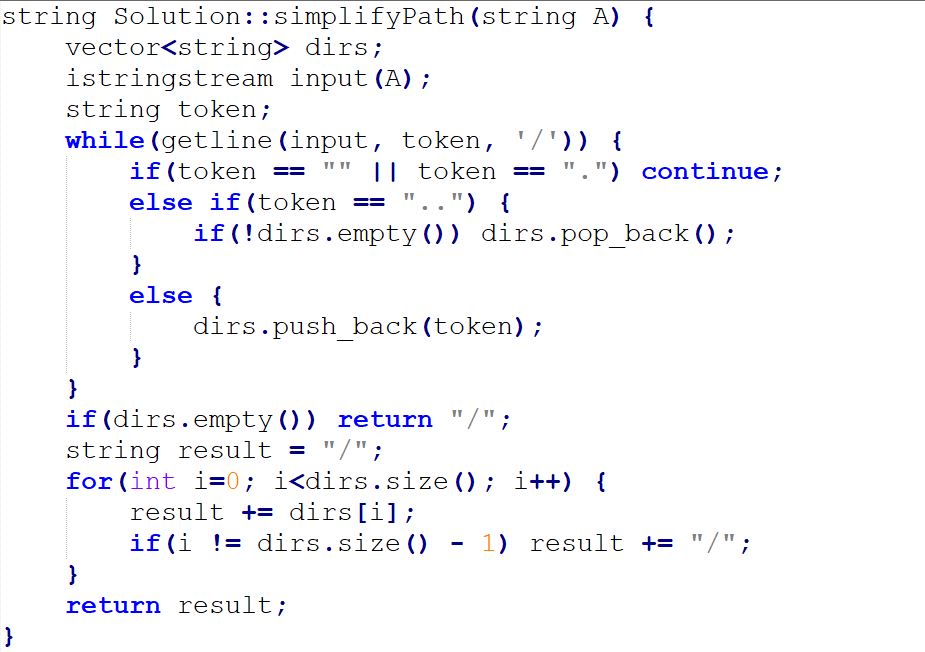 string Solution::simplifyPath(string A) {
    vector<string> dirs;
    istringstream input(A);
    string token;
    while(getline(input, token, '/')) {
        if(token == "" || token == ".") continue;
        else if(token == "..") {
            if(!dirs.empty()) dirs.pop_back();
        }
        else {
            dirs.push_back(token);
        }
    }
    if(dirs.empty()) return "/";
    string result = "/";
    for(int i=0; i<dirs.size(); i++) {
        result += dirs[i];
        if(i != dirs.size() - 1) result += "/";
    }
    return result;
}